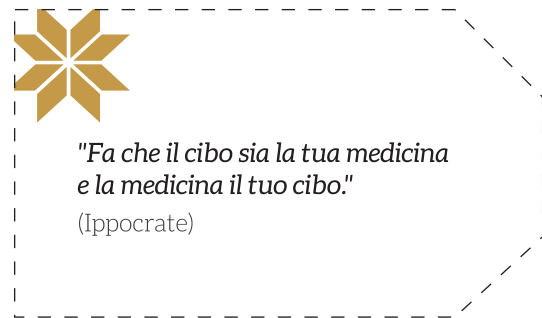 "Fa che il cibo sia la tua medicina
e la medicina il tuo cibo."
(Ippocrate)